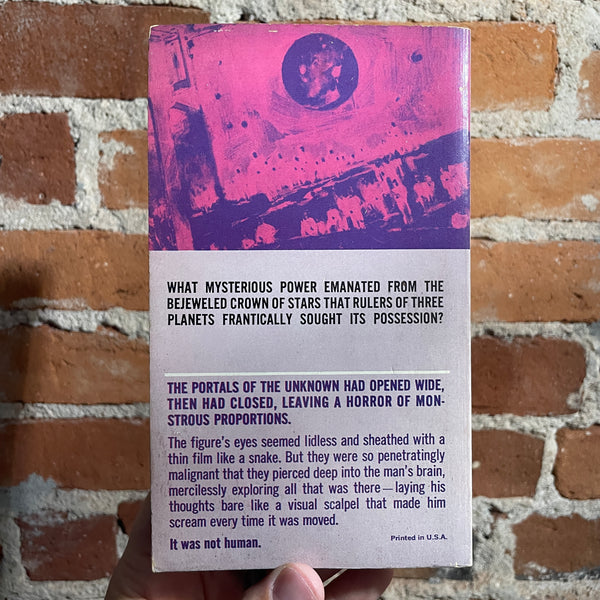 WHAT MYSTERIOUS POWER EMANATED FROM THE
BEJEWELED CROWN OF STARS THAT RULERS OF THREE
PLANETS FRANTICALLY SOUGHT ITS POSSESSION?
THE PORTALS OF THE UNKNOWN HAD OPENED WIDE,
THEN HAD CLOSED, LEAVING A HORROR OF MON-
STROUS PROPORTIONS.
The figure's eyes seemed lidless and sheathed with a
thin film like a snake. But they were so penetratingly
malignant that they pierced deep into the man's brain,
mercilessly exploring all that was there—laying his
thoughts bare like a visual scalpel that made him
scream every time it was moved.
It was not human.
Printed in U.S.A.